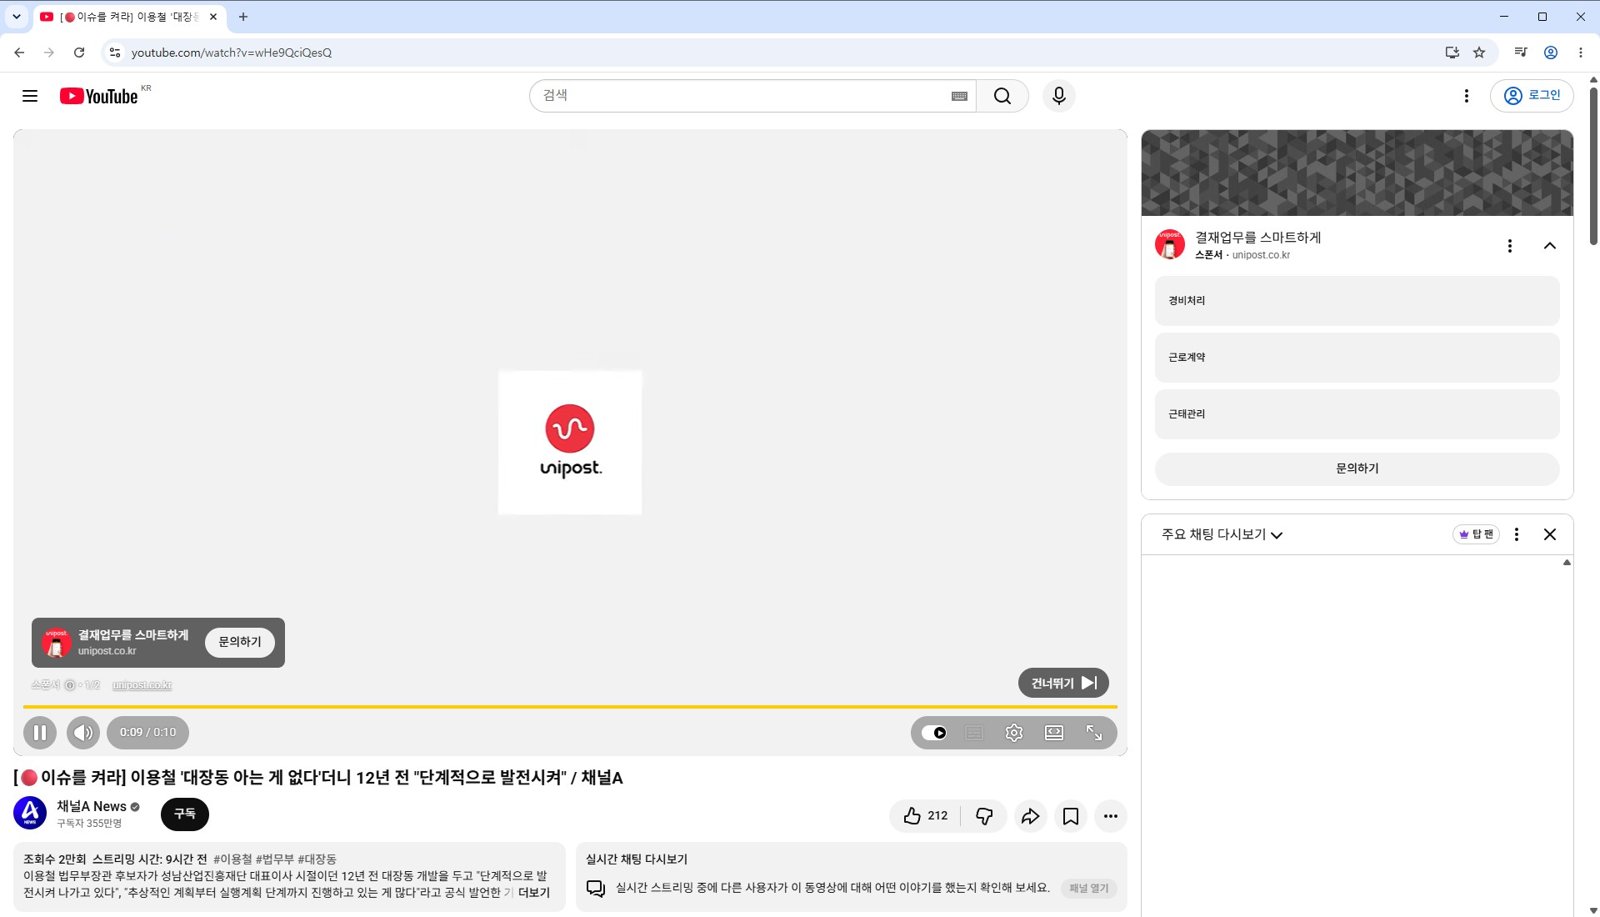 [🔴이슈를 켜라] 이용철 '대장동
youtube.com/watch?v=wHe9QciQesQ
YouTube KR
검색
로그인
unipost.
결재업무를 스마트하게
unipost.co.kr
문의하기
스폰서 · 1/2 unipost.co.kr
건너뛰기
0:09 / 0:10
[🔴이슈를 켜라] 이용철 '대장동 아는 게 없다'더니 12년 전 "단계적으로 발전시켜" / 채널A
채널A News
구독자 355만명
구독
212
조회수 2만회 스트리밍 시간: 9시간 전 #이용철 #법무부 #대장동
이용철 법무부장관 후보자가 성남산업진흥재단 대표이사 시절이던 12년 전 대장동 개발을 두고 "단계적으로 발
전시켜 나가고 있다", "추상적인 계획부터 실행계획 단계까지 진행하고 있는 게 많다"라고 공식 발언한 기 더보기
실시간 채팅 다시보기
실시간 스트리밍 중에 다른 사용자가 이 동영상에 대해 어떤 이야기를 했는지 확인해 보세요.
패널 열기
unipost.
결재업무를 스마트하게
스폰서 · unipost.co.kr
경비처리
근로계약
근태관리
문의하기
주요 채팅 다시보기
탑 팬